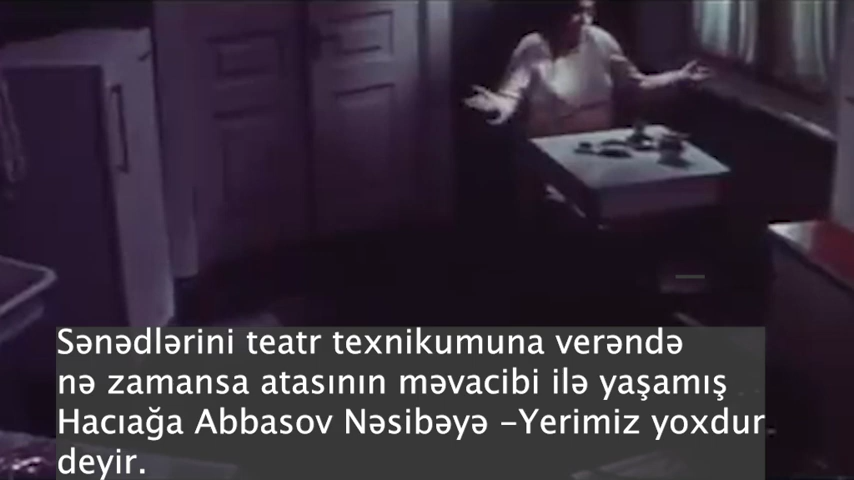 Sənədlərini teatr texnikumuna verəndə
nə zamansa atasının məvacibi ilə yaşamış
Hacıağa Abbasov Nəsibəyə -Yerimiz yoxdur
deyir.